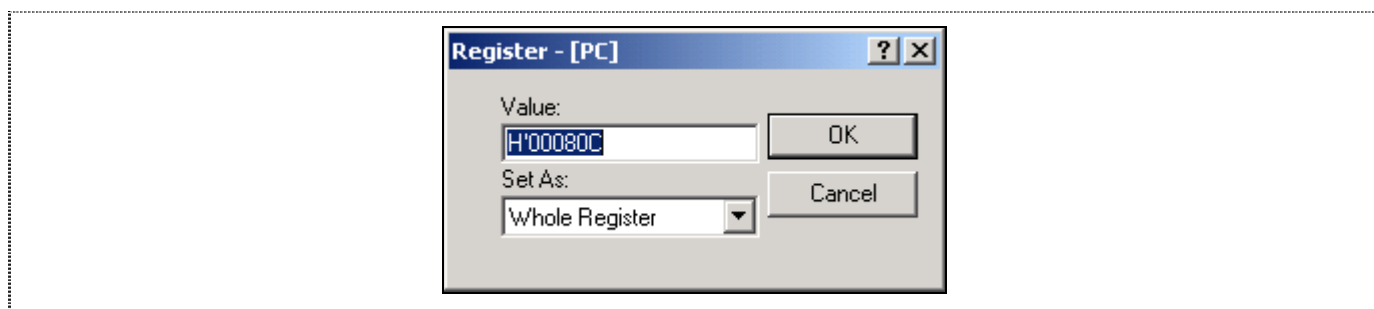 Register - [PC]
Value:
H'00080C
OK
Set As:
Whole Register
Cancel